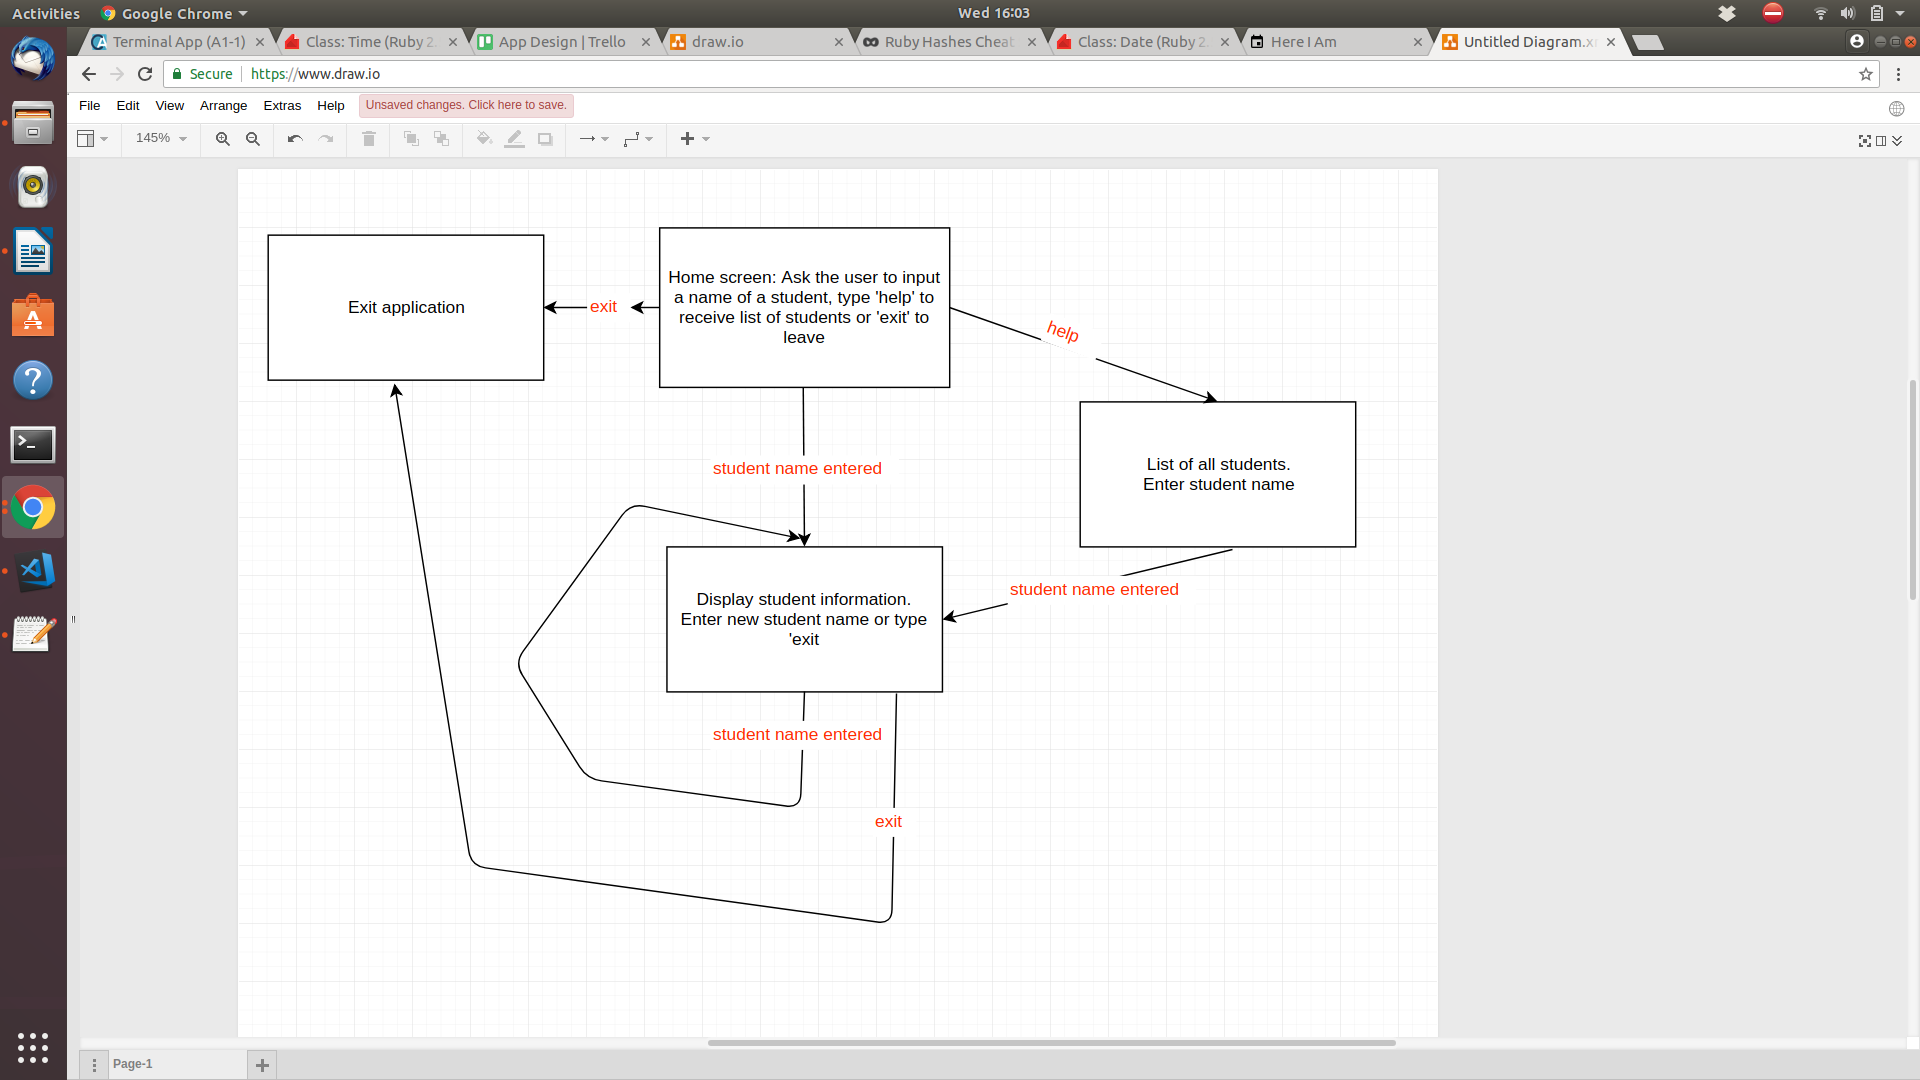 Activities
Google Chrome
Wed 16:03
Terminal App (A1-1)
Class: Time (Ruby 2.
App Design | Trello
draw.io
Ruby Hashes Cheat
Class: Date (Ruby 2.
Here I Am
Untitled Diagram.x
Secure
https://www.draw.io
File
Edit
View
Arrange
Extras
Help
Unsaved changes. Click here to save.
145%
Exit application
exit
Home screen: Ask the user to input
a name of a student, type 'help' to
receive list of students or 'exit' to
leave
help
List of all students.
Enter student name
student name entered
student name entered
Display student information.
Enter new student name or type
'exit
student name entered
exit
Page-1